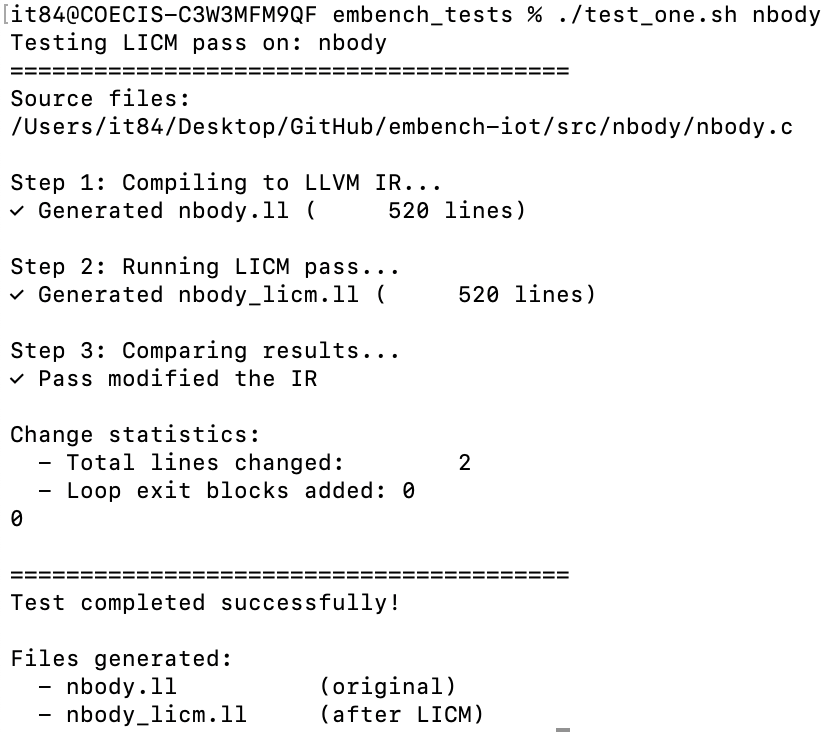 [it84@COECIS-C3W3MFM9QF embench_tests % ./test_one.sh nbody
Testing LICM pass on: nbody
========================================
Source files:
/Users/it84/Desktop/GitHub/embench-iot/src/nbody/nbody.c

Step 1: Compiling to LLVM IR...
✓ Generated nbody.ll (     520 lines)

Step 2: Running LICM pass...
✓ Generated nbody_licm.ll (     520 lines)

Step 3: Comparing results...
✓ Pass modified the IR

Change statistics:
  - Total lines changed:        2
  - Loop exit blocks added: 0
0

========================================
Test completed successfully!

Files generated:
  - nbody.ll          (original)
  - nbody_licm.ll     (after LICM)